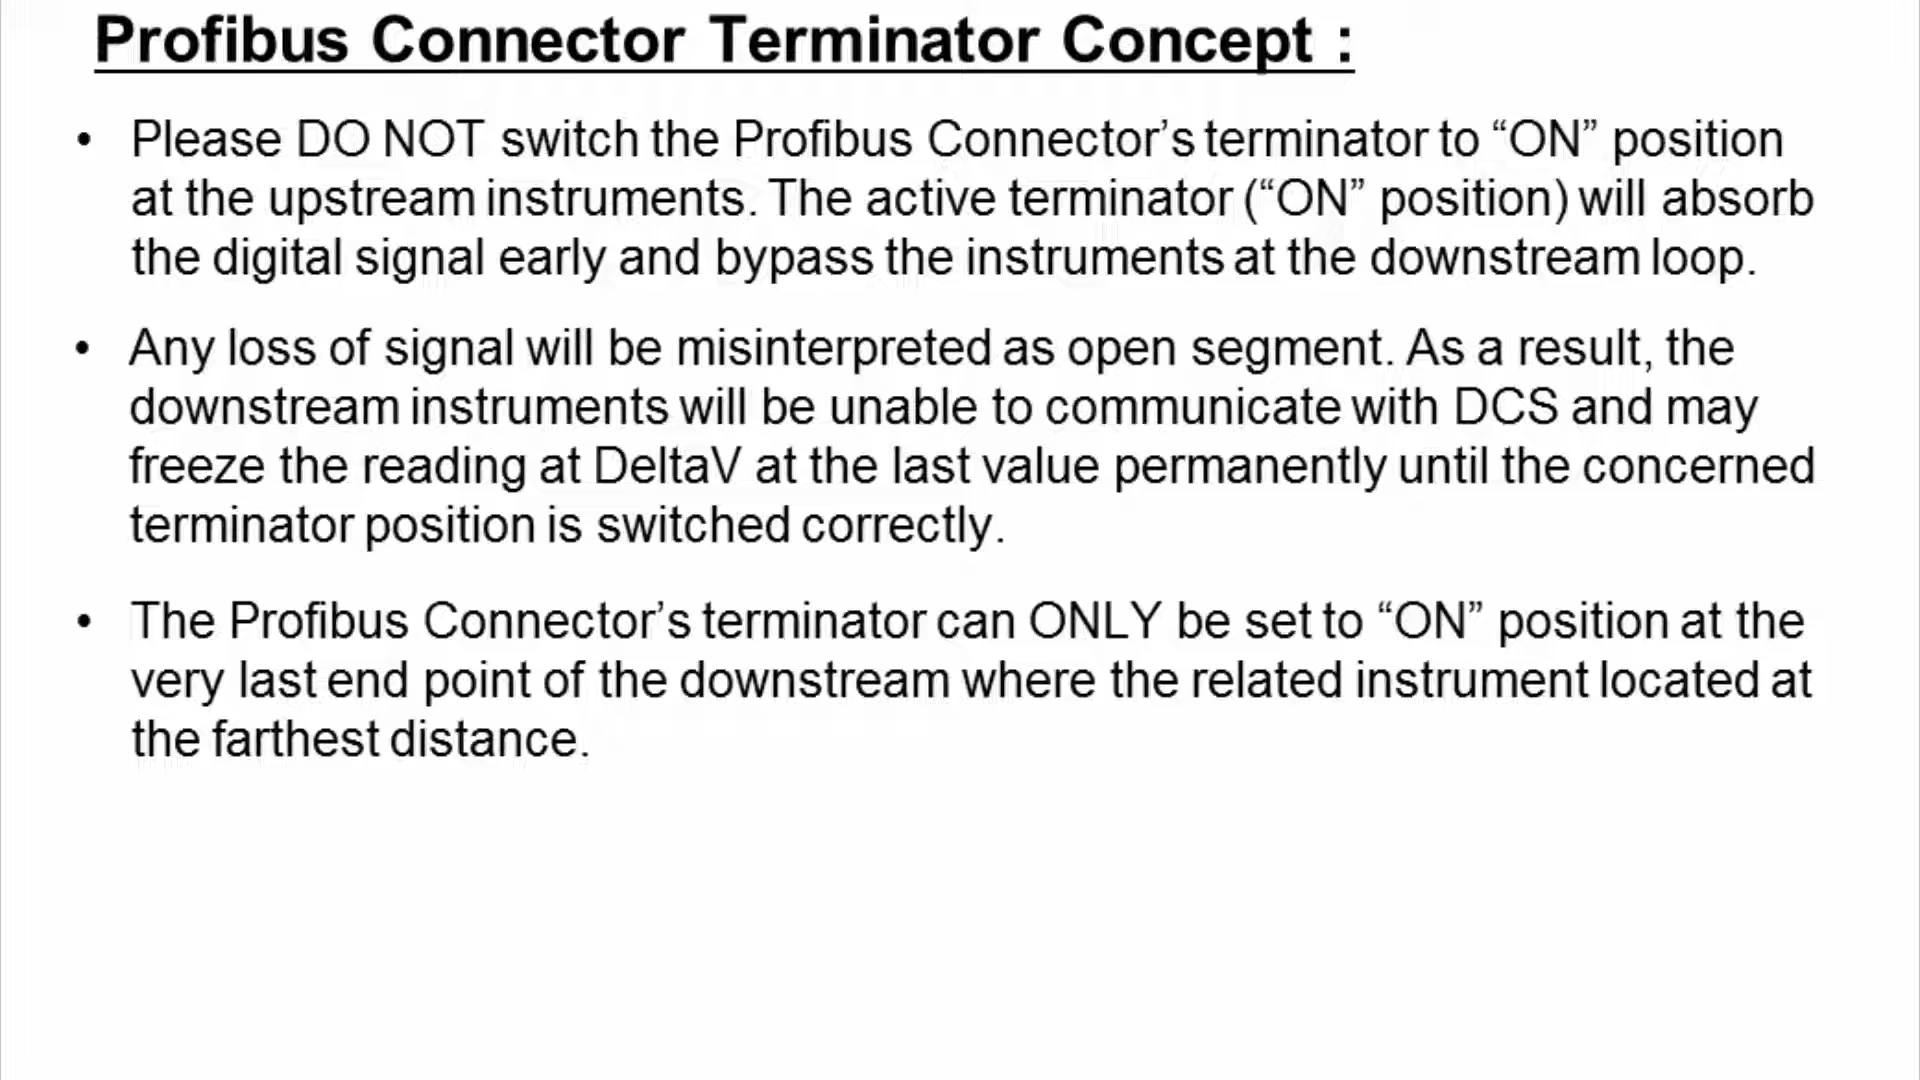 Profibus Connector Terminator Concept :
• Please DO NOT switch the Profibus Connector’s terminator to “ON” position
at the upstream instruments. The active terminator (“ON” position) will absorb
the digital signal early and bypass the instruments at the downstream loop.
• Any loss of signal will be misinterpreted as open segment. As a result, the
downstream instruments will be unable to communicate with DCS and may
freeze the reading at DeltaV at the last value permanently until the concerned
terminator position is switched correctly.
• The Profibus Connector’s terminator can ONLY be set to “ON” position at the
very last end point of the downstream where the related instrument located at
the farthest distance.